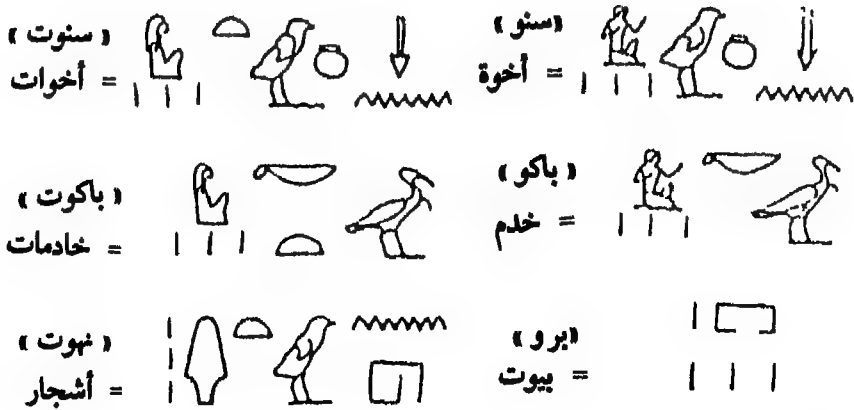 «سنو»
= أخوة
« سنوت »
= أخوات
« باكو »
= خدم
« باكوت »
= خادمات
«برو»
= بيوت
« نهوت »
= أشجار